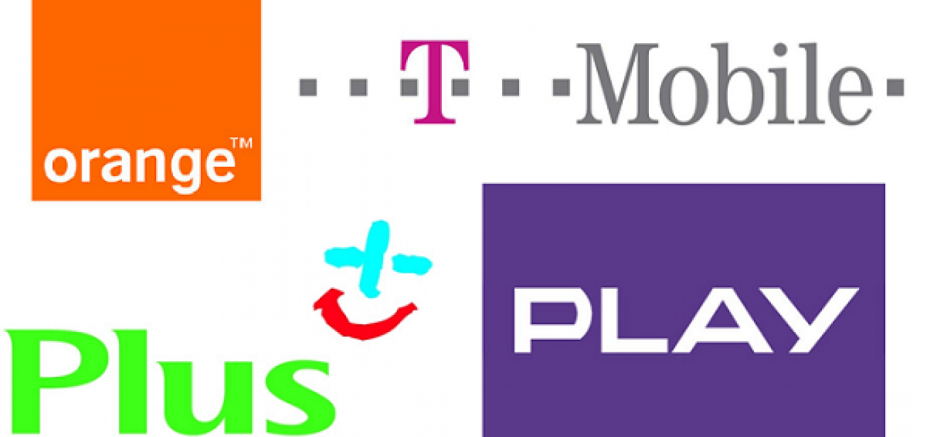 orange™
T Mobile
Plus
PLAY